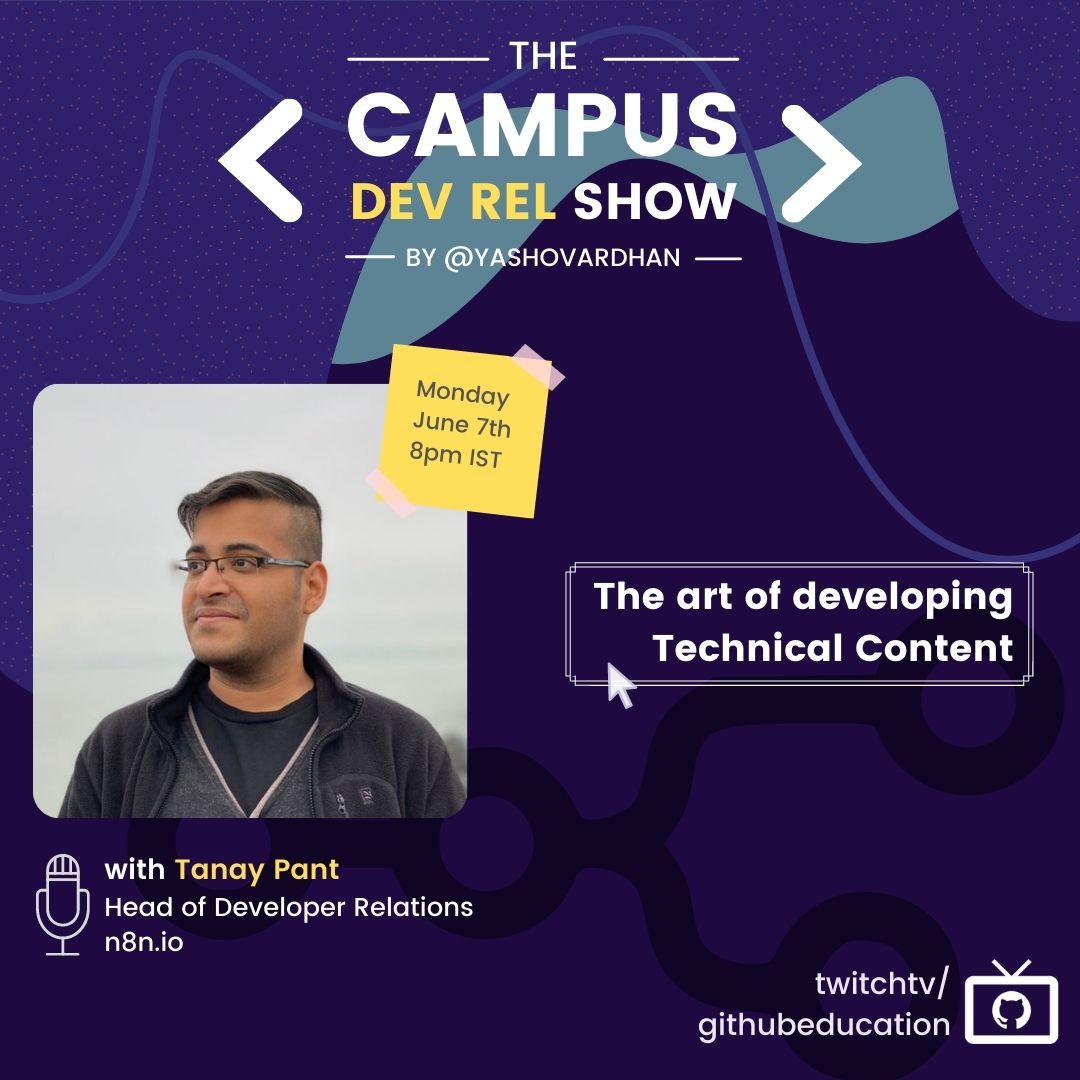 THE
CAMPUS
DEV REL SHOW
BY @YASHOVARDHAN
Monday
June 7th
8pm IST
The art of developing
Technical Content
with Tanay Pant
Head of Developer Relations
n8n.io
twitchtv/
githubeducation